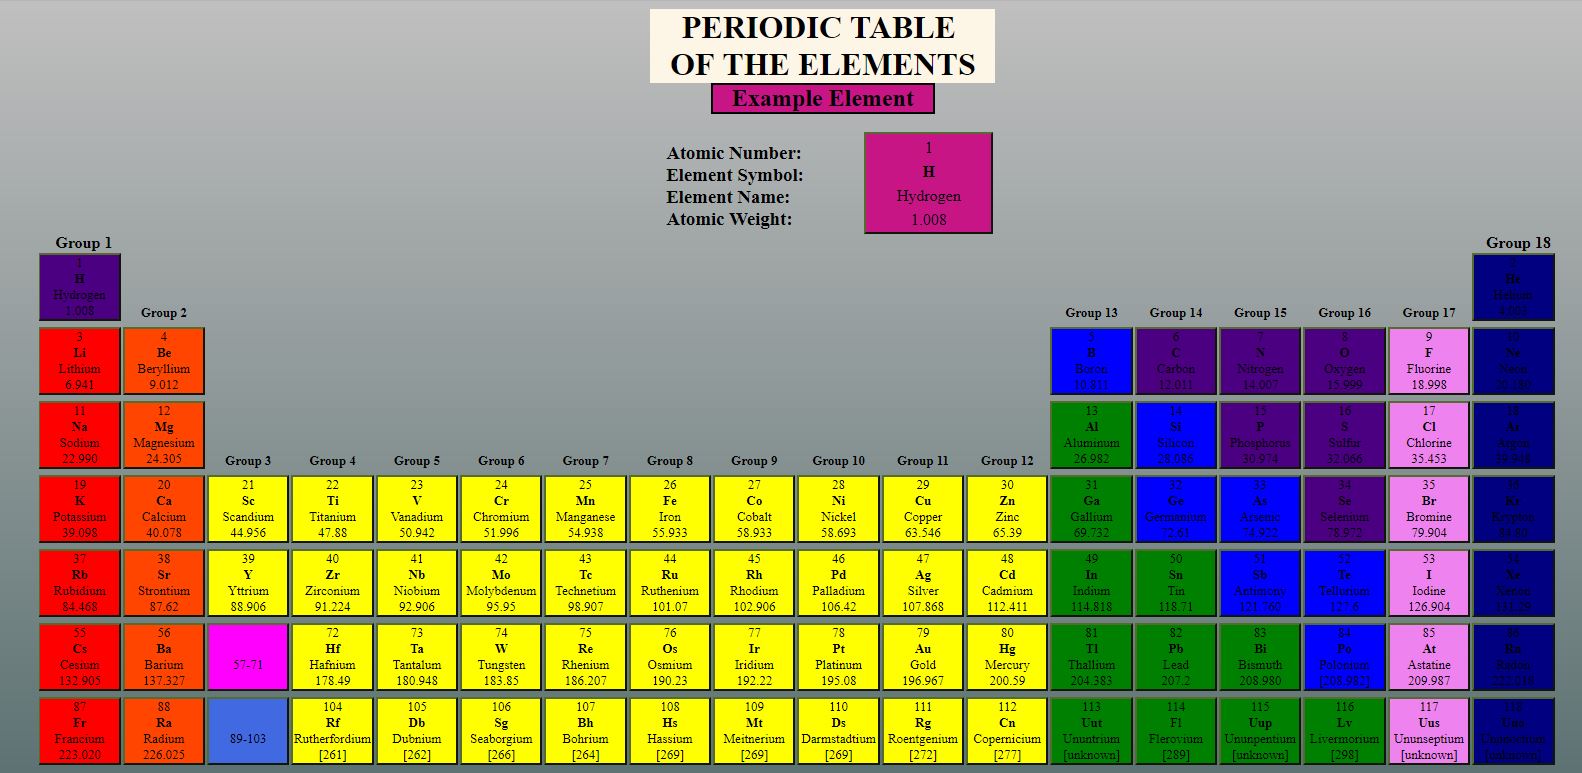 PERIODIC TABLE
OF THE ELEMENTS
Example Element
Atomic Number: 1
Element Symbol: H
Element Name: Hydrogen
Atomic Weight: 1.008
Group 1 Group 18
1 2
H He
Hydrogen Helium
1.008
Group 2 Group 13 Group 14 Group 15 Group 16 Group 17
3 4 5 6 7 8 9 10
Li Be B C N O F Ne
Lithium Beryllium Boron Carbon Nitrogen Oxygen Fluorine Neon
6.941 9.012 10.811 12.011 14.007 15.999 18.998 20.180
11 12 13 14 15 16 17 18
Na Mg Al Si P S Cl Ar
Sodium Magnesium Aluminum Silicon Phosphorus Sulfur Chlorine Argon
22.990 24.305 26.982 28.086 30.974 32.066 35.453 39.948
Group 3 Group 4 Group 5 Group 6 Group 7 Group 8 Group 9 Group 10 Group 11 Group 12
19 20 21 22 23 24 25 26 27 28 29 30 31 32 33 34 35 36
K Ca Sc Ti V Cr Mn Fe Co Ni Cu Zn Ga Ge As Se Br Kr
Potassium Calcium Scandium Titanium Vanadium Chromium Manganese Iron Cobalt Nickel Copper Zinc Gallium Germanium Arsenic Selenium Bromine Krypton
39.098 40.078 44.956 47.88 50.942 51.996 54.938 55.933 58.933 58.693 63.546 65.39 69.732 72.61 74.922 78.972 79.904
37 38 39 40 41 42 43 44 45 46 47 48 49 50 51 52 53 54
Rb Sr Y Zr Nb Mo Tc Ru Rh Pd Ag Cd In Sn Sb Te I Xe
Rubidium Strontium Yttrium Zirconium Niobium Molybdenum Technetium Ruthenium Rhodium Palladium Silver Cadmium Indium Tin Antimony Tellurium Iodine Xenon
84.468 87.62 88.906 91.224 92.906 95.95 98.907 101.07 102.906 106.42 107.868 112.411 114.818 118.71 121.760 127.6 126.904 131.29
55 56 72 73 74 75 76 77 78 79 80 81 82 83 84 85 86
Cs Ba Hf Ta W Re Os Ir Pt Au Hg Tl Pb Bi Po At Rn
Cesium Barium 57-71 Hafnium Tantalum Tungsten Rhenium Osmium Iridium Platinum Gold Mercury Thallium Lead Bismuth Polonium Astatine Radon
132.905 137.327 178.49 180.948 183.85 186.207 190.23 192.22 195.08 196.967 200.59 204.383 207.2 208.980 [208.982] 209.987 222.018
87 88 104 105 106 107 108 109 110 111 112 113 114 115 116 117 118
Fr Ra Rf Db Sg Bh Hs Mt Ds Rg Cn Uut Fl Uup Lv Uus Uuo
Francium Radium 89-103 Rutherfordium Dubnium Seaborgium Bohrium Hassium Meitnerium Darmstadtium Roentgenium Copernicium Ununtrium Flerovium Ununpentium Livermorium Ununseptium Ununoctium
223.020 226.025 [261] [262] [266] [264] [269] [269] [269] [272] [277] [unknown] [289] [unknown] [298] [unknown] [unknown]